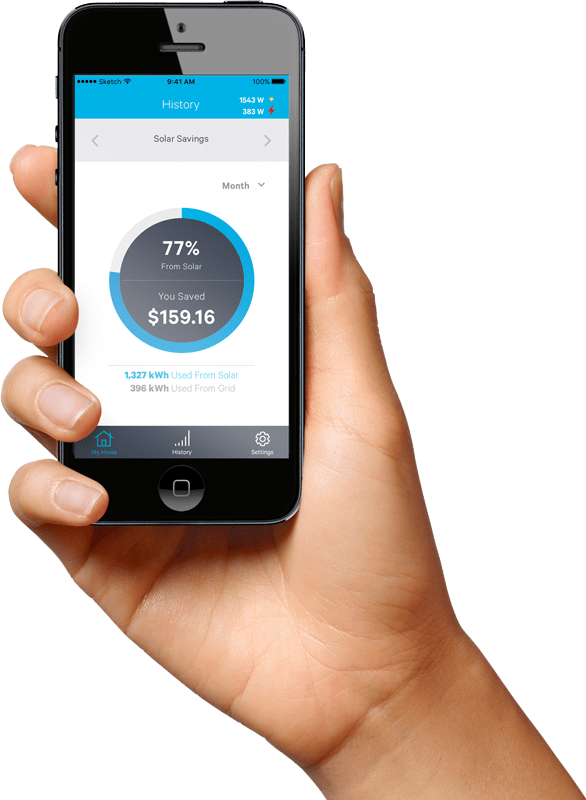 Sketch 9:41 AM 100%
History
1543 W
383 W
Solar Savings
Month
77%
From Solar
You Saved
$159.16
1,327 kWh Used From Solar
396 kWh Used From Grid
My Home History Settings